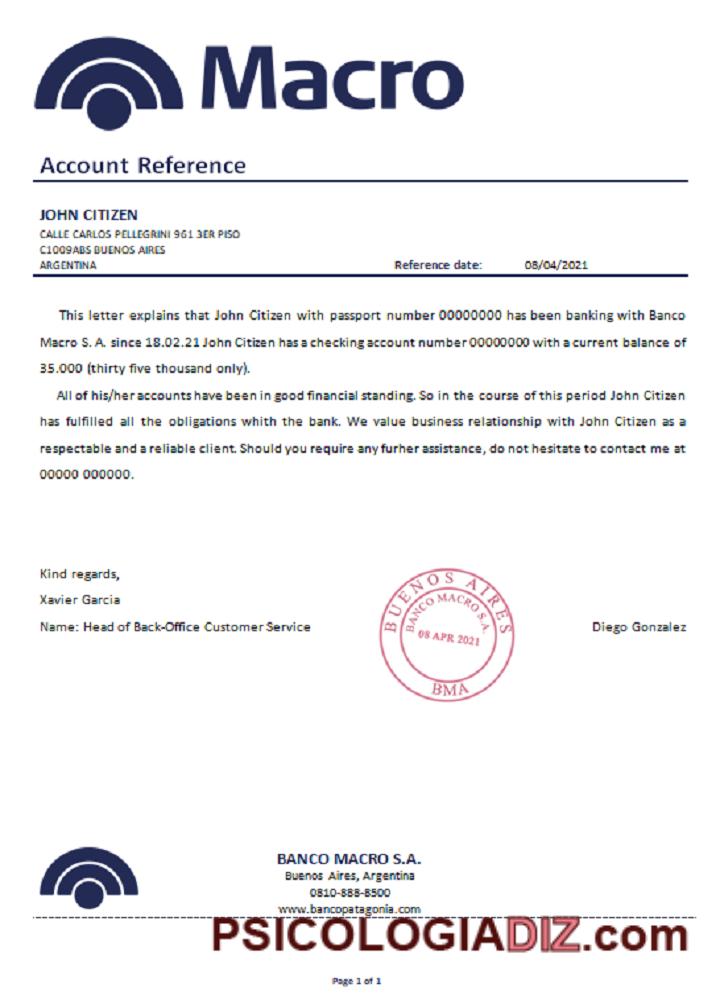 Macro
Account Reference
JOHN CITIZEN
CALLE CARLOS PELLEGRINI 961 3ER PISO
C1009ABS BUENOS AIRES
ARGENTINA
Reference date: 08/04/2021
This letter explains that John Citizen with passport number 00000000 has been banking with Banco
Macro S. A. since 18.02.21 John Citizen has a checking account number 00000000 with a current balance of
35.000 (thirty five thousand only).
All of his/her accounts have been in good financial standing. So in the course of this period John Citizen
has fulfilled all the obligations whith the bank. We value business relationship with John Citizen as a
respectable and a reliable client. Should you require any furher assistance, do not hesitate to contact me at
00000 000000.
Kind regards,
Xavier Garcia
Name: Head of Back-Office Customer Service
BUENOS AIRES
BANCO MACRO S.A.
08 APR 2021
BMA
Diego Gonzalez
BANCO MACRO S.A.
Buenos Aires, Argentina
0810-888-8500
www.bancopatagonia.com
PSICOLOGIADIZ.com
Page 1 of 1